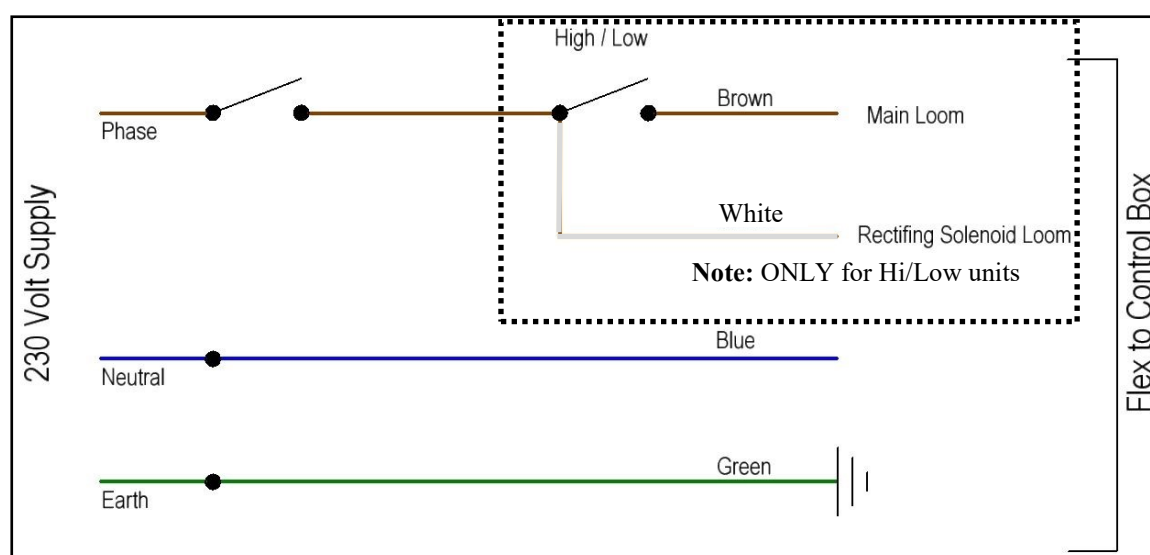 High / Low
Phase
Brown
Main Loom
White
Rectifing Solenoid Loom
Note: ONLY for Hi/Low units
230 Volt Supply
Flex to Control Box
Blue
Neutral
Green
Earth